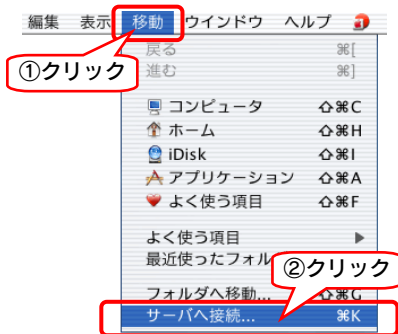 編集 表示 移動 ウインドウ ヘルプ
戻る ⌘[
①クリック
進む ⌘]
コンピュータ ⇧⌘C
ホーム ⇧⌘H
iDisk ⇧⌘I
アプリケーション ⇧⌘A
よく使う項目 ⇧⌘F
よく使う項目 ▶
最近使ったフォル
②クリック
フォルダへ移動... ⇧⌘G
サーバへ接続... ⌘K